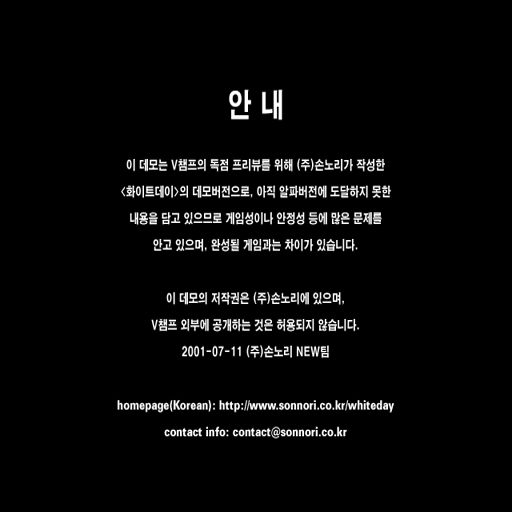 안 내
이 데모는 V챔프의 독점 프리뷰를 위해 (주)손노리가 작성한
<화이트데이>의 데모버전으로, 아직 알파버전에 도달하지 못한
내용을 담고 있으므로 게임성이나 안정성 등에 많은 문제를
안고 있으며, 완성될 게임과는 차이가 있습니다.
이 데모의 저작권은 (주)손노리에 있으며,
V챔프 외부에 공개하는 것은 허용되지 않습니다.
2001-07-11 (주)손노리 NEW팀
homepage(Korean): http://www.sonnori.co.kr/whiteday
contact info: contact@sonnori.co.kr